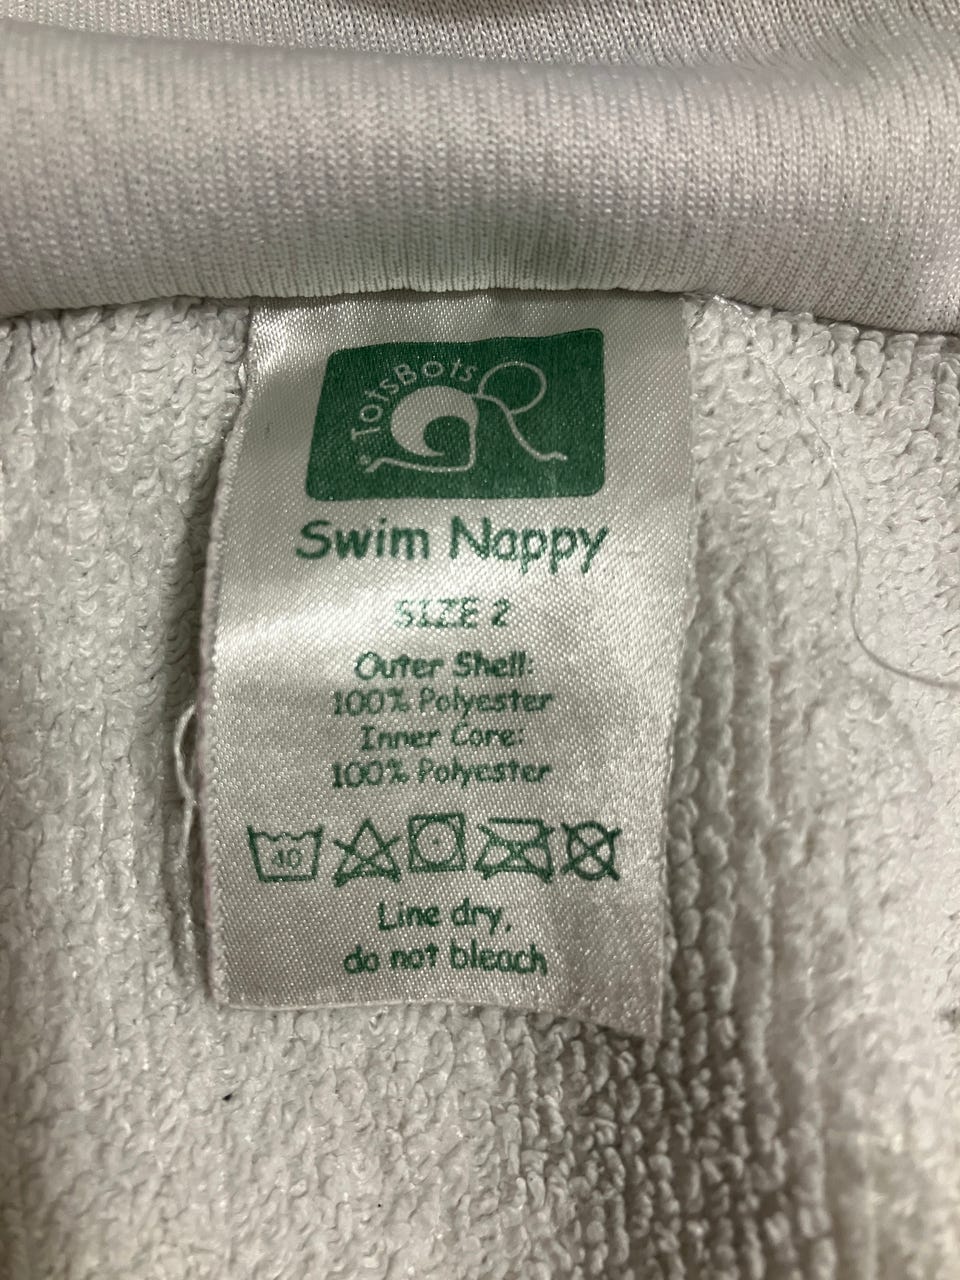 TotsBots
Swim Nappy
SIZE 2
Outer Shell:
100% Polyester
Inner Core:
100% Polyester
40
Line dry,
do not bleach